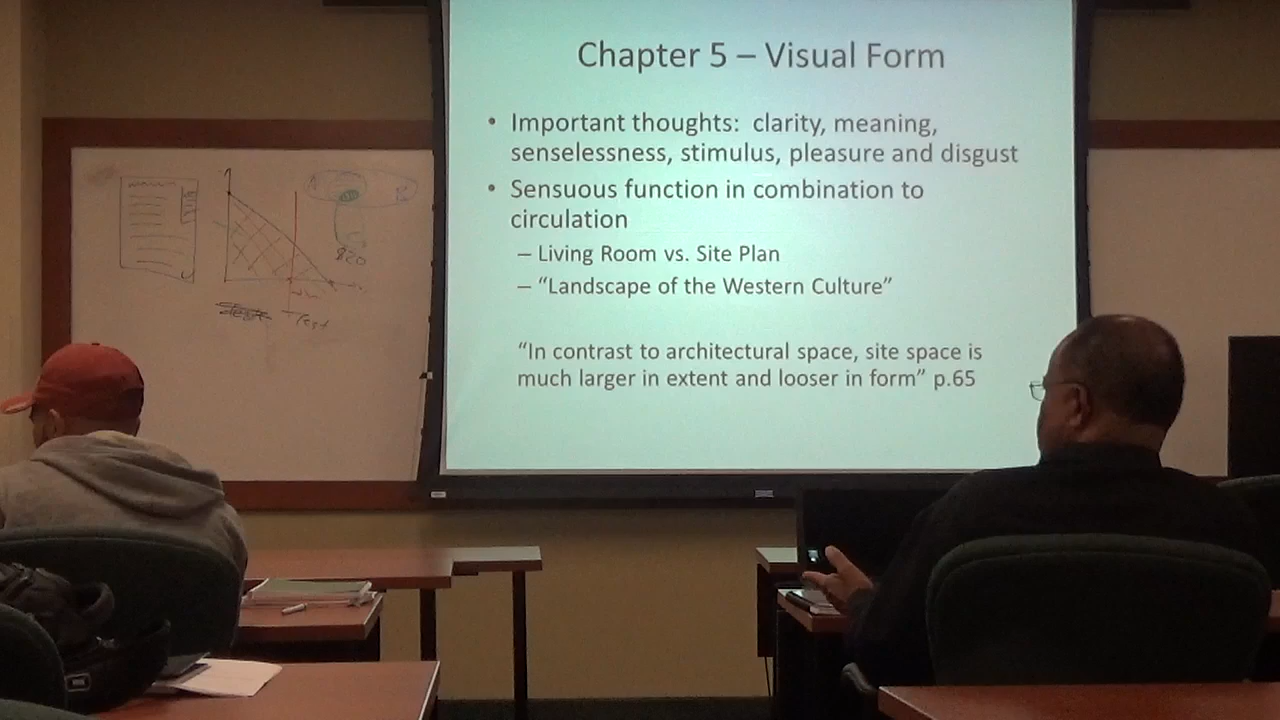 Chapter 5 – Visual Form
• Important thoughts:  clarity, meaning,
senselessness, stimulus, pleasure and disgust
• Sensuous function in combination to
circulation
– Living Room vs. Site Plan
– “Landscape of the Western Culture”
“In contrast to architectural space, site space is
much larger in extent and looser in form” p.65
$20